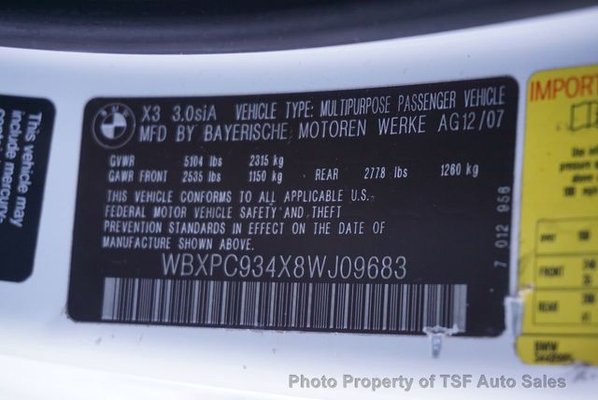 This vehicle may
include mercury-
BMW
X3 3.0siA VEHICLE TYPE: MULTIPURPOSE PASSENGER VEHICLE
MFD BY BAYERISCHE MOTOREN WERKE AG12/07
GVWR 5104 lbs 2315 kg
GAWR FRONT 2535 lbs 1150 kg REAR 2778 lbs 1260 kg
THIS VEHICLE CONFORMS TO ALL APPLICABLE U.S.
FEDERAL MOTOR VEHICLE SAFETY AND THEFT
PREVENTION STANDARDS IN EFFECT ON THE DATE OF
MANUFACTURE SHOWN ABOVE.
WBXPC934X8WJ09683
7 012 958
IMPOR
BMW
Photo Property of TSF Auto Sales